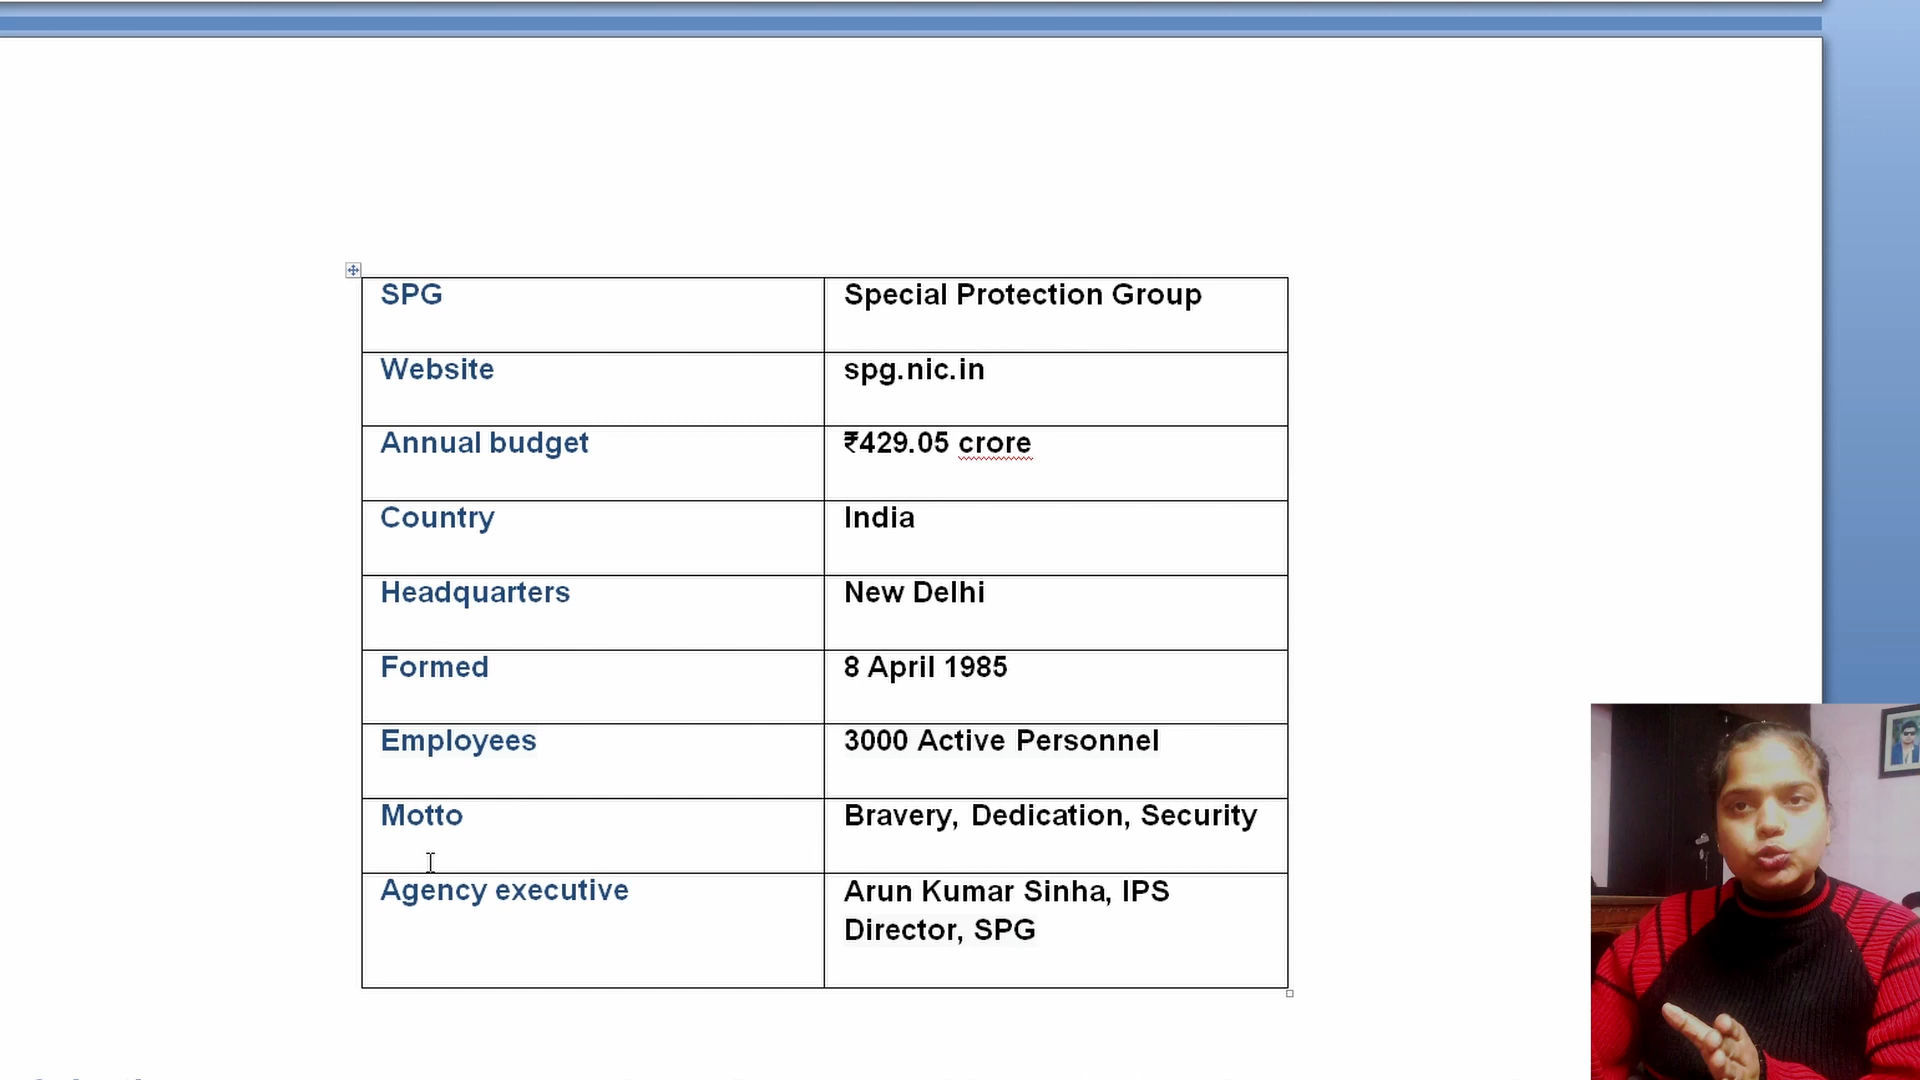 SPG Special Protection Group
Website spg.nic.in
Annual budget ₹429.05 crore
Country India
Headquarters New Delhi
Formed 8 April 1985
Employees 3000 Active Personnel
Motto Bravery, Dedication, Security
Agency executive Arun Kumar Sinha, IPS
Director, SPG